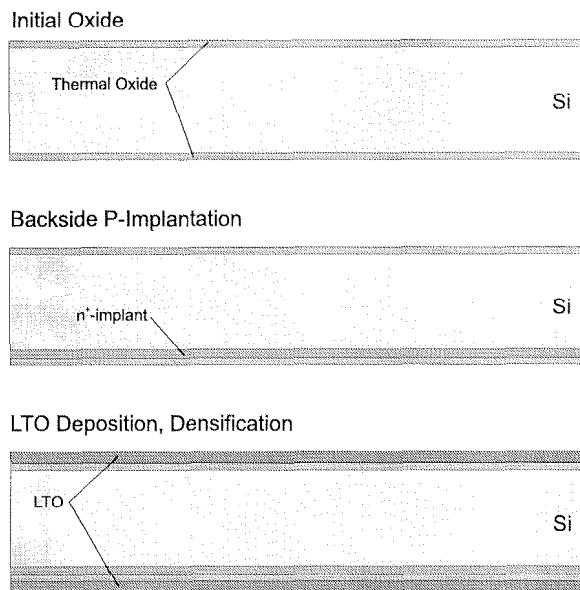 Initial Oxide
Thermal Oxide
Si
Backside P-Implantation
n⁺-implant
Si
LTO Deposition, Densification
LTO
Si